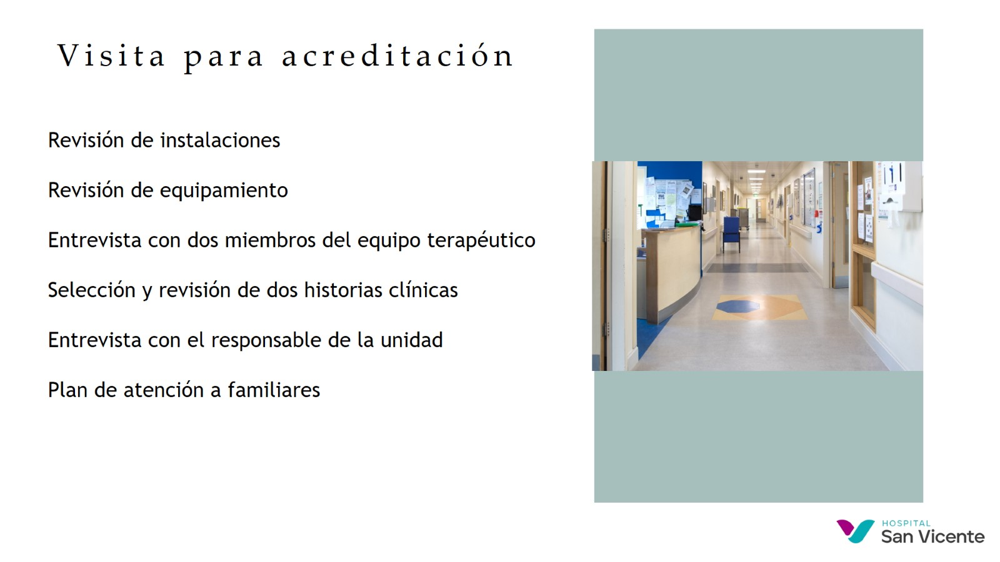 Visita para acreditación
Revisión de instalaciones
Revisión de equipamiento
Entrevista con dos miembros del equipo terapéutico
Selección y revisión de dos historias clínicas
Entrevista con el responsable de la unidad
Plan de atención a familiares
HOSPITAL
San Vicente